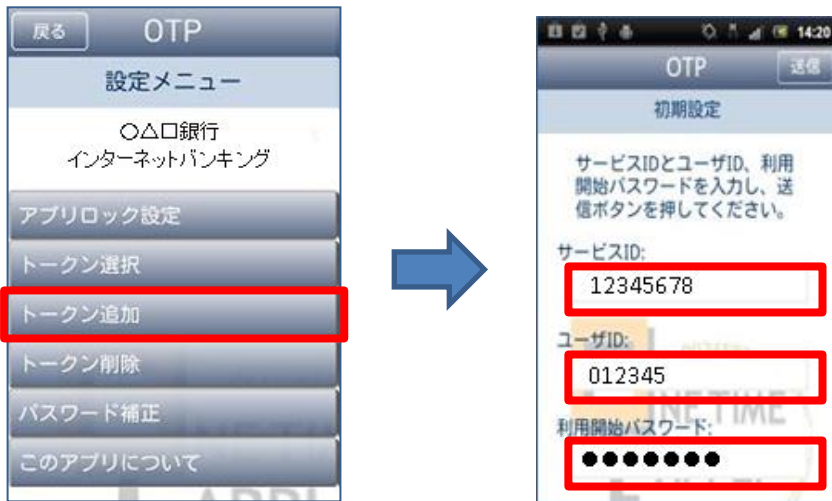 戻る OTP
設定メニュー
○△口銀行
インターネットバンキング
アプリロック設定
トークン選択
トークン追加
トークン削除
パスワード補正
このアプリについて
14:20
OTP 送信
初期設定
サービスIDとユーザID、利用
開始パスワードを入力し、送
信ボタンを押してください。
サービスID:
12345678
ユーザID:
012345
利用開始パスワード:
●●●●●●●